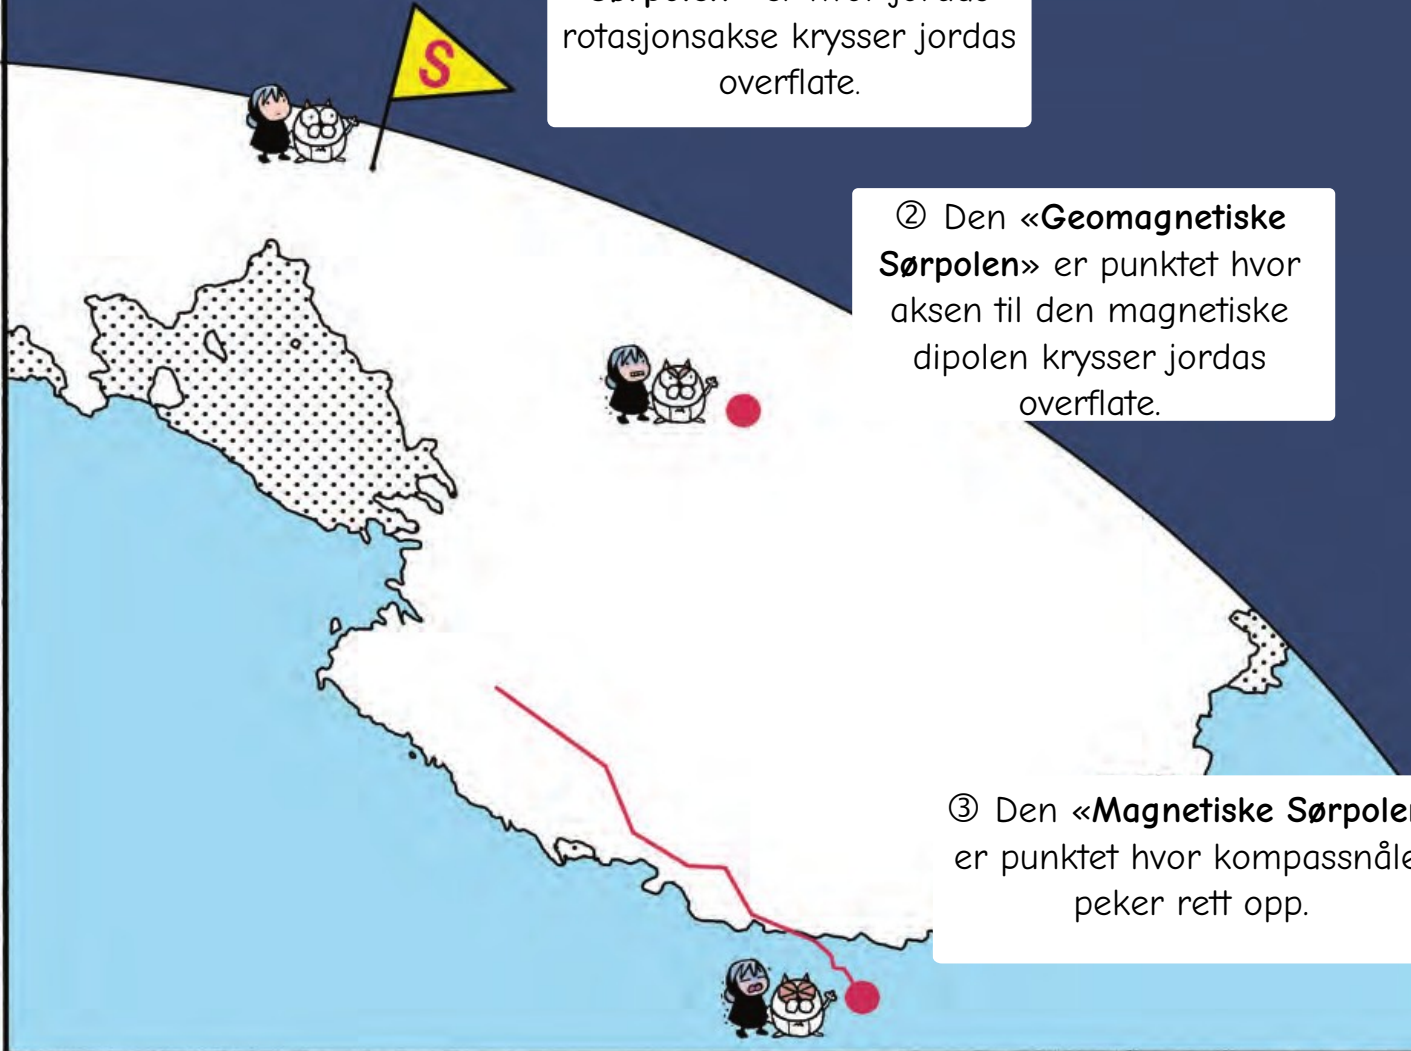 S
rotasjonsakse krysser jordas
overflate.
② Den «Geomagnetiske
Sørpolen» er punktet hvor
aksen til den magnetiske
dipolen krysser jordas
overflate.
③ Den «Magnetiske Sørpolen
er punktet hvor kompassnåle
peker rett opp.